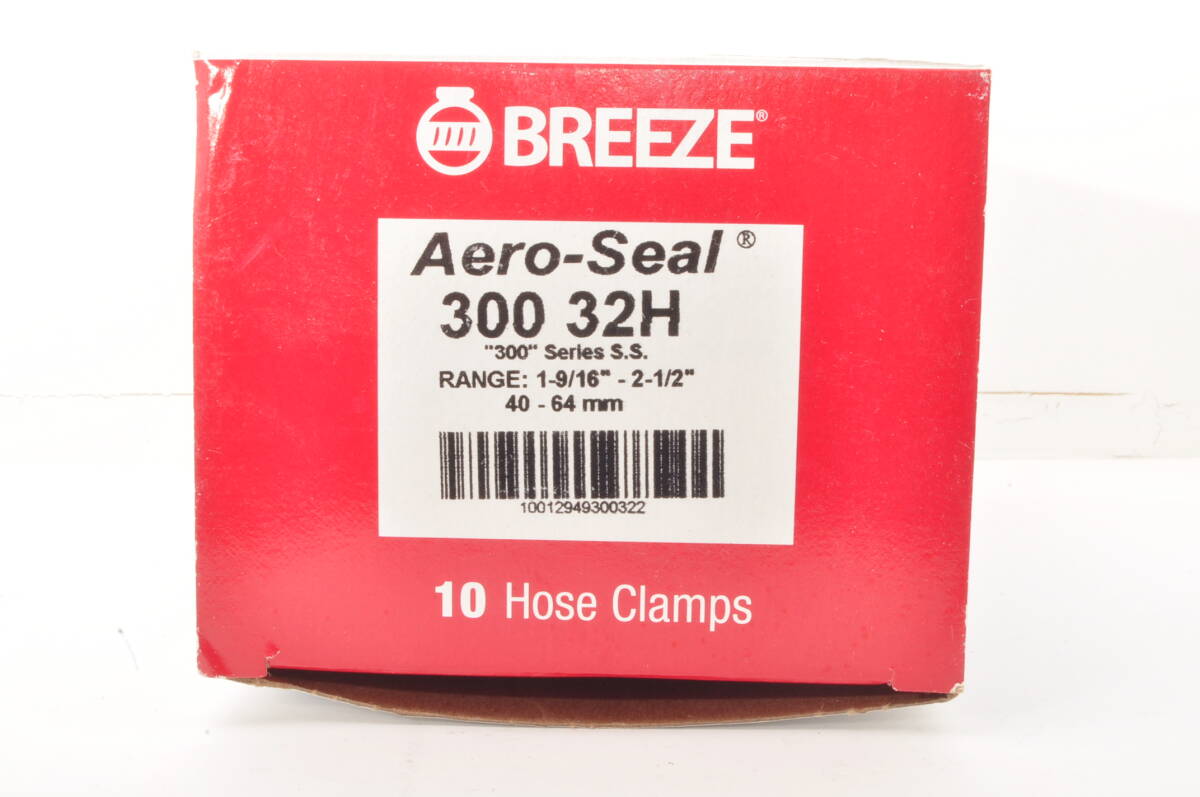 BREEZE®
Aero-Seal®
300 32H
"300" Series S.S.
RANGE: 1-9/16" - 2-1/2"
40 - 64 mm
10012949300322
10 Hose Clamps